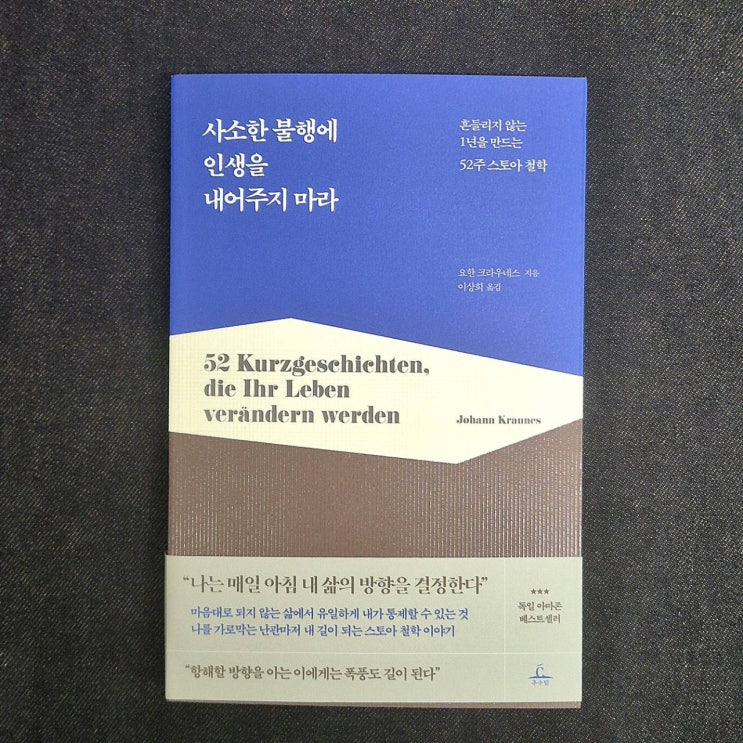 사소한 불행에
인생을
내어주지 마라
흔들리지 않는
1년을 만드는
52주 스토아 철학
요한 크라우네스 지음
이상희 옮김
52 Kurzgeschichten,
die Ihr Leben
verändern werden
Johann Kraunes
“나는 매일 아침 내 삶의 방향을 결정한다”
마음대로 되지 않는 삶에서 유일하게 내가 통제할 수 있는 것
나를 가로막는 난관마저 내 길이 되는 스토아 철학 이야기
“항해할 방향을 아는 이에게는 폭풍도 길이 된다”
★★★
독일 아마존
베스트셀러
추수밭